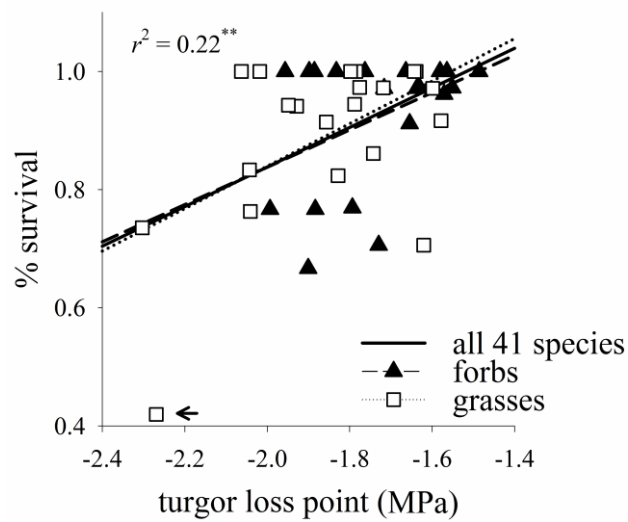 r² = 0.22**
% survival
1.0
0.8
0.6
0.4
all 41 species
forbs
grasses
-2.4 -2.2 -2.0 -1.8 -1.6 -1.4
turgor loss point (MPa)